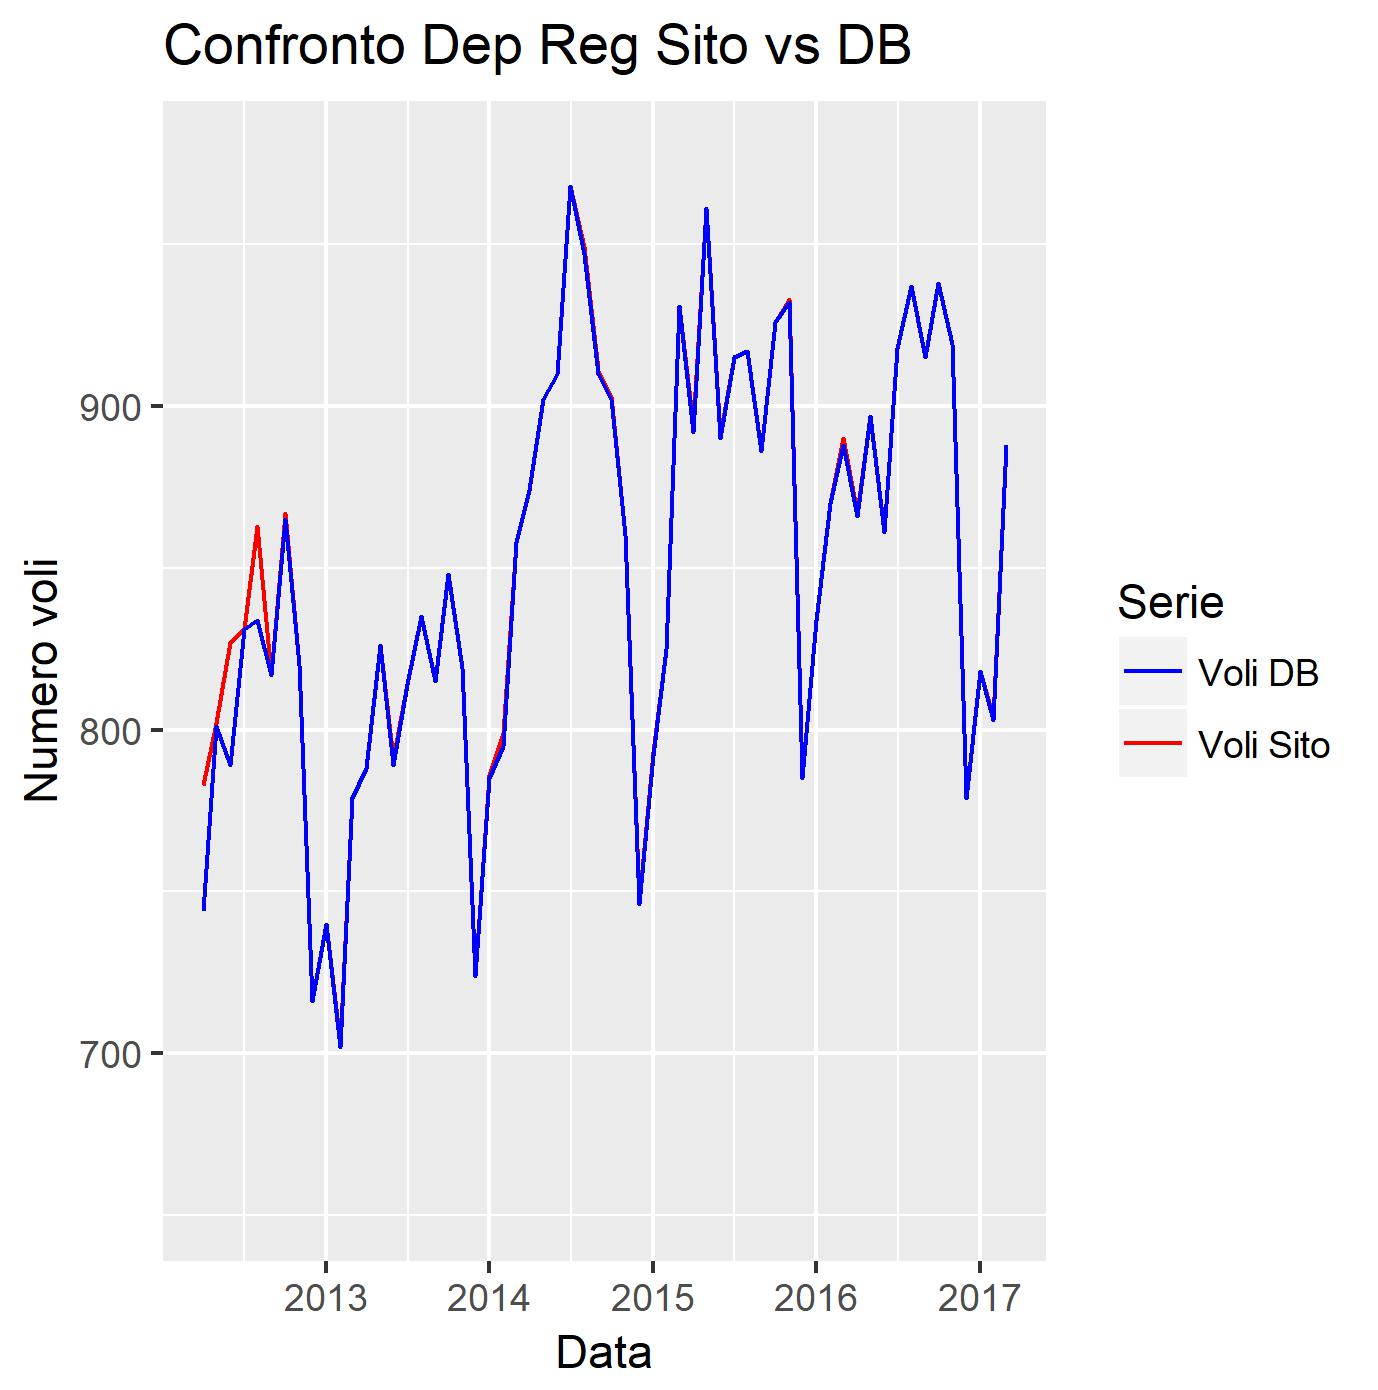 Confronto Dep Reg Sito vs DB
Numero voli
900
800
700
2013 2014 2015 2016 2017
Data
Serie
Voli DB
Voli Sito